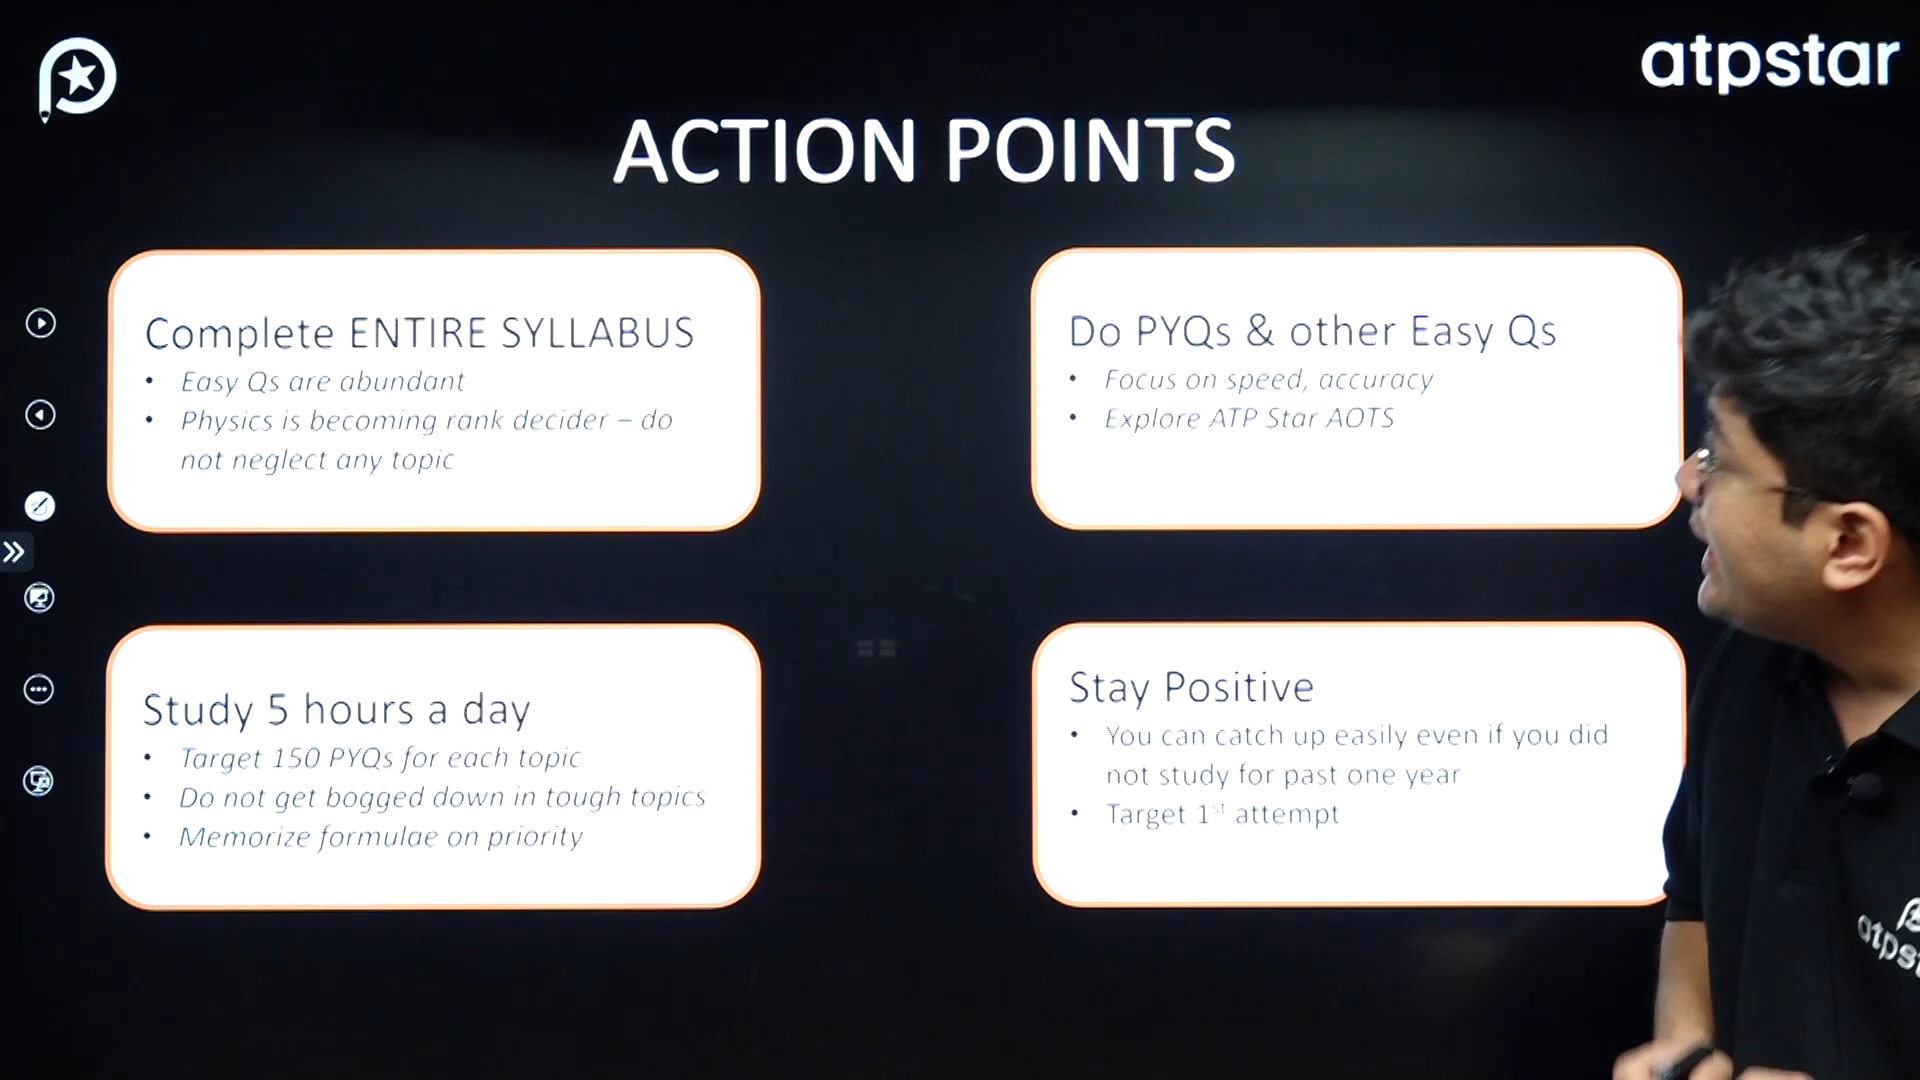 atpstar
ACTION POINTS
Complete ENTIRE SYLLABUS
• Easy Qs are abundant
• Physics is becoming rank decider – do
not neglect any topic
Do PYQs & other Easy Qs
• Focus on speed, accuracy
• Explore ATP Star AOTS
Study 5 hours a day
• Target 150 PYQs for each topic
• Do not get bogged down in tough topics
• Memorize formulae on priority
Stay Positive
• You can catch up easily even if you did
not study for past one year
• Target 1st attempt
atps